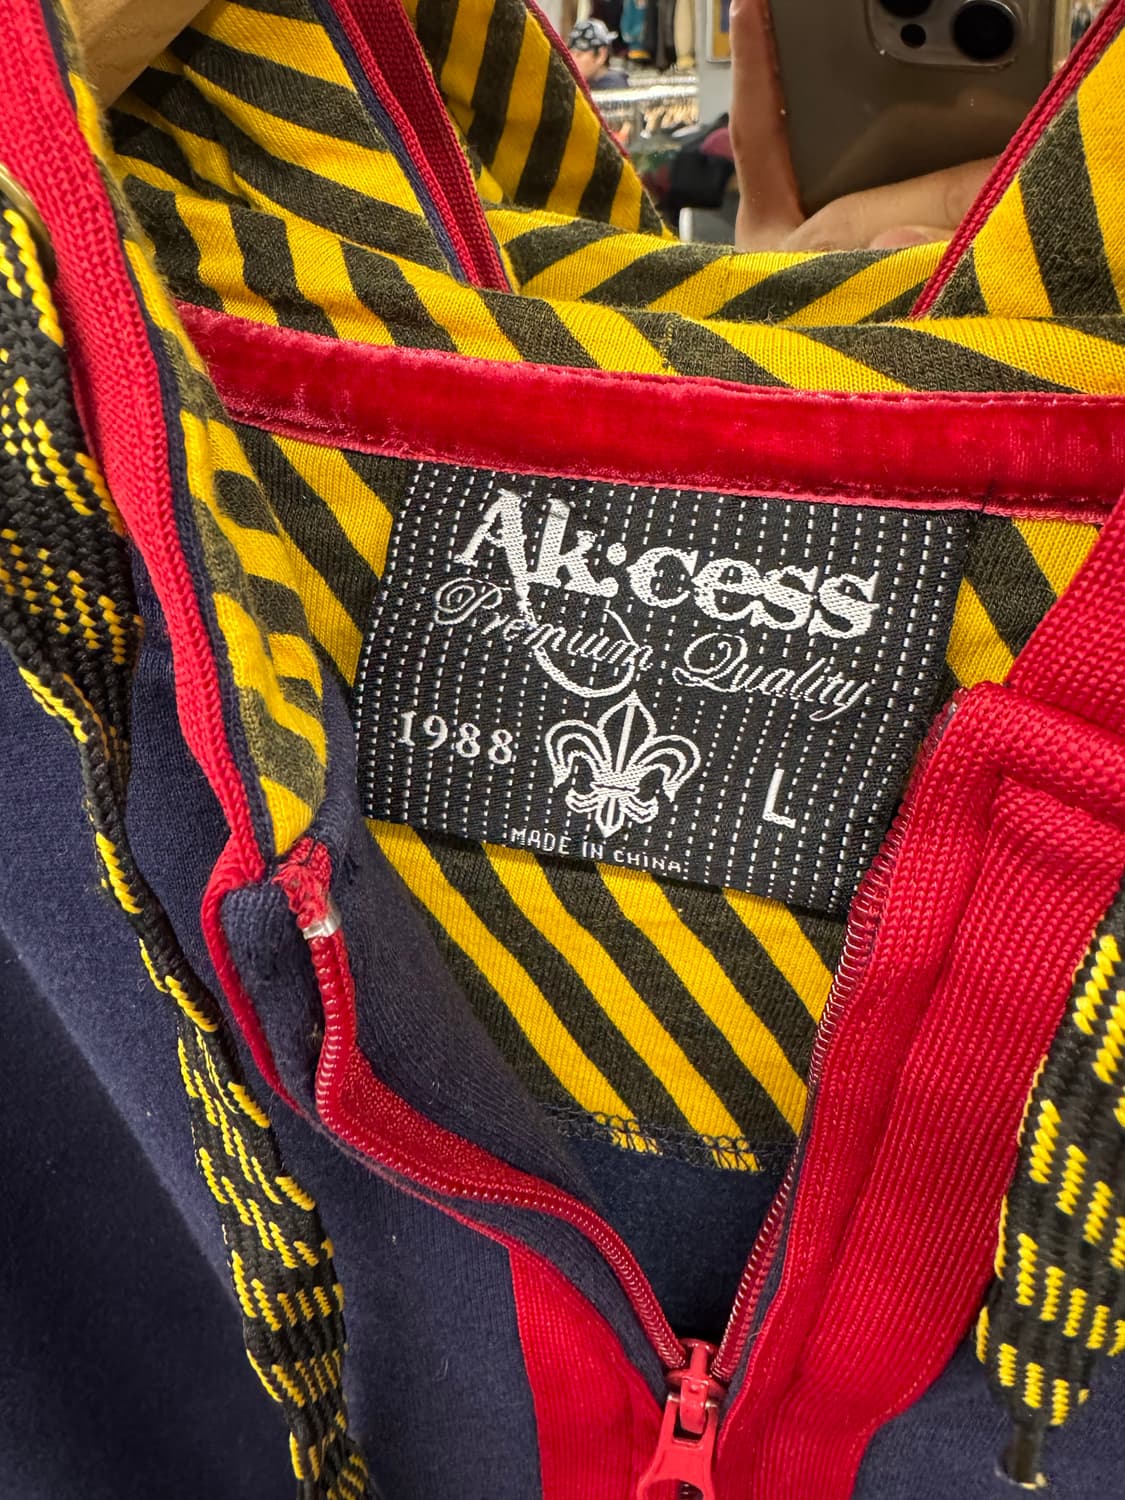 Ak·cess
Premium Quality
1988
L
MADE IN CHINA